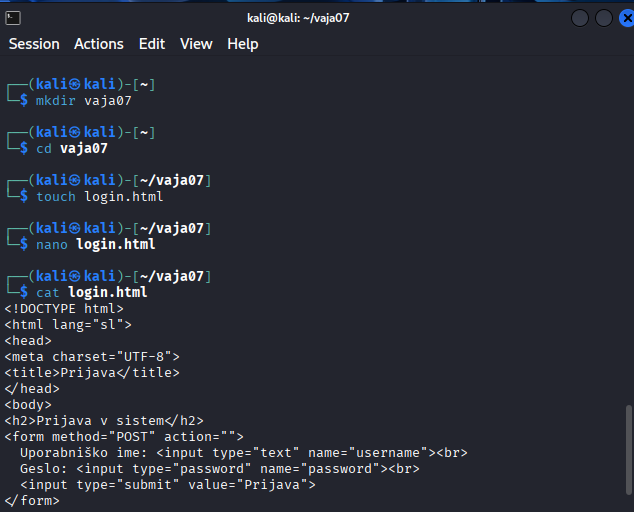 kali@kali: ~/vaja07
Session Actions Edit View Help
┌──(kali㉿kali)-[~]
└─$ mkdir vaja07
┌──(kali㉿kali)-[~]
└─$ cd vaja07
┌──(kali㉿kali)-[~/vaja07]
└─$ touch login.html
┌──(kali㉿kali)-[~/vaja07]
└─$ nano login.html
┌──(kali㉿kali)-[~/vaja07]
└─$ cat login.html
<!DOCTYPE html>
<html lang="sl">
<head>
<meta charset="UTF-8">
<title>Prijava</title>
</head>
<body>
<h2>Prijava v sistem</h2>
<form method="POST" action="">
  Uporabniško ime: <input type="text" name="username"><br>
  Geslo: <input type="password" name="password"><br>
  <input type="submit" value="Prijava">
</form>